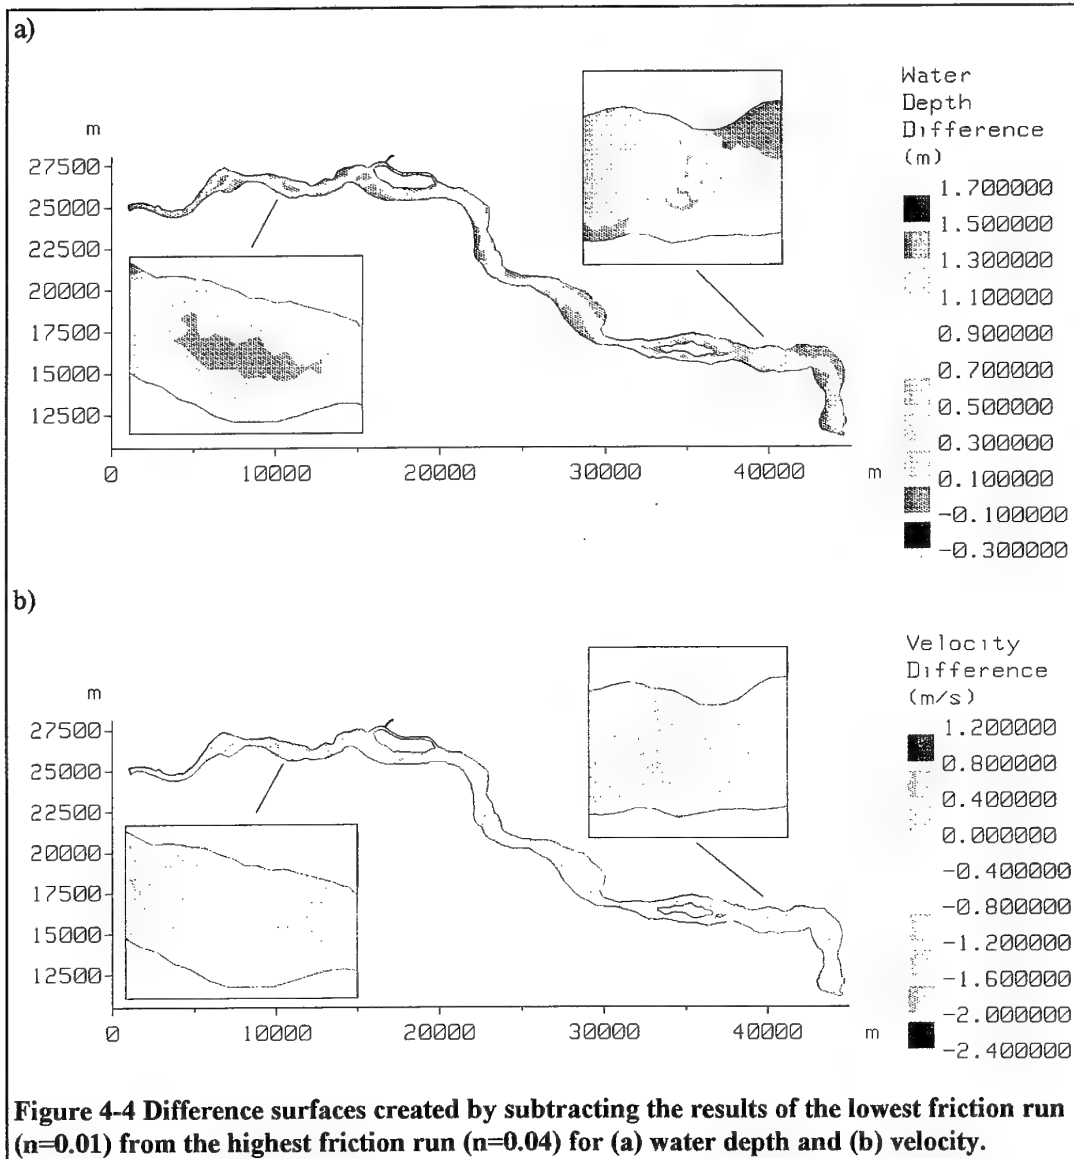 a)
Water
Depth
Difference
(m)
1.700000
1.500000
1.300000
1.100000
0.900000
0.700000
0.500000
0.300000
0.100000
-0.100000
-0.300000
m
27500
25000
22500
20000
17500
15000
12500
0 10000 20000 30000 40000 m
b)
Velocity
Difference
(m/s)
1.200000
0.800000
0.400000
0.000000
-0.400000
-0.800000
-1.200000
-1.600000
-2.000000
-2.400000
m
27500
25000
22500
20000
17500
15000
12500
0 10000 20000 30000 40000 m
Figure 4-4 Difference surfaces created by subtracting the results of the lowest friction run
(n=0.01) from the highest friction run (n=0.04) for (a) water depth and (b) velocity.